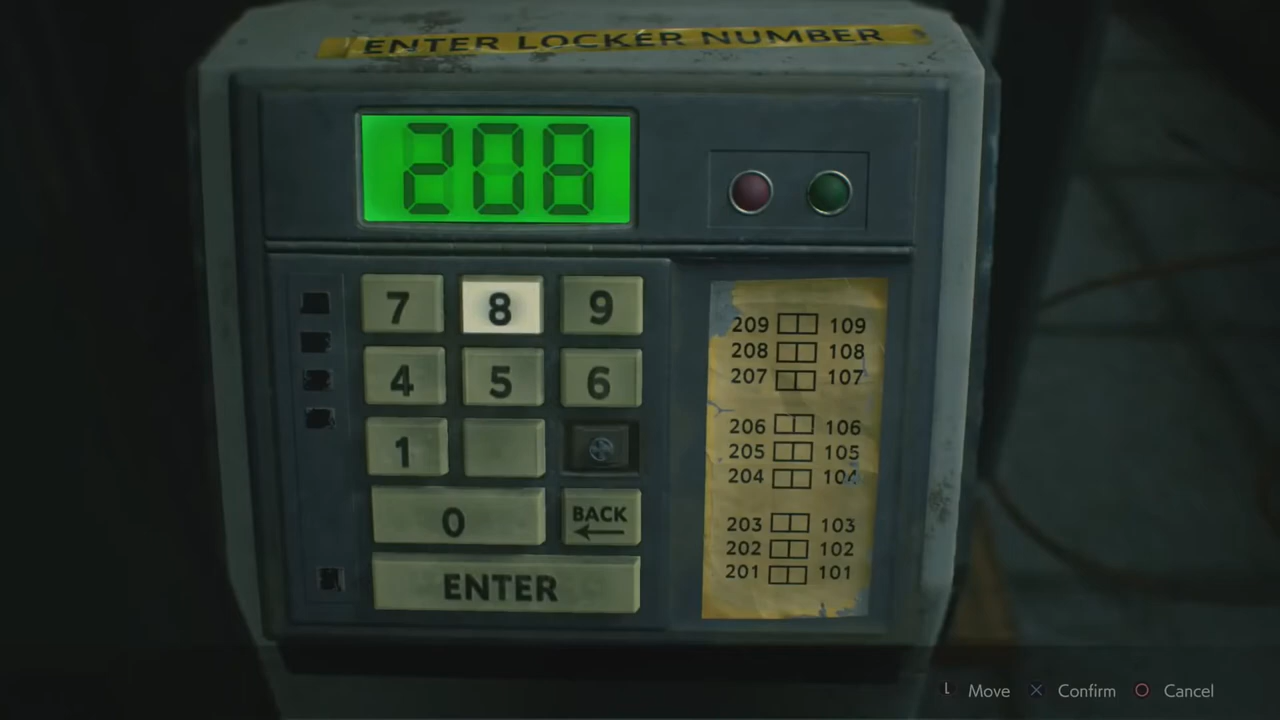 ENTER LOCKER NUMBER
208
7 8 9
4 5 6
1
0 BACK
ENTER
209 109
208 108
207 107
206 106
205 105
204 104
203 103
202 102
201 101
L Move X Confirm O Cancel